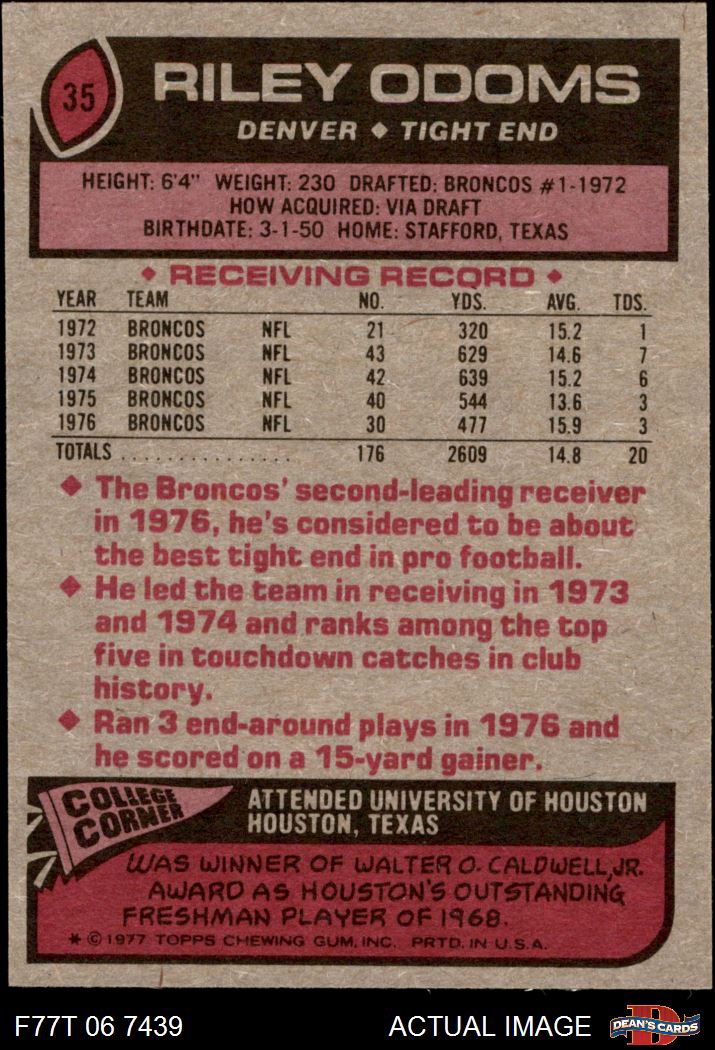 35
RILEY ODOMS
DENVER ◆ TIGHT END
HEIGHT: 6'4" WEIGHT: 230 DRAFTED: BRONCOS #1-1972
HOW ACQUIRED: VIA DRAFT
BIRTHDATE: 3-1-50 HOME: STAFFORD, TEXAS
◆ RECEIVING RECORD ◆
YEAR TEAM NO. YDS. AVG. TDS.
1972 BRONCOS NFL 21 320 15.2 1
1973 BRONCOS NFL 43 629 14.6 7
1974 BRONCOS NFL 42 639 15.2 6
1975 BRONCOS NFL 40 544 13.6 3
1976 BRONCOS NFL 30 477 15.9 3
TOTALS . . . . . . . . . . . . . . . 176 2609 14.8 20
◆ The Broncos' second-leading receiver
in 1976, he's considered to be about
the best tight end in pro football.
◆ He led the team in receiving in 1973
and 1974 and ranks among the top
five in touchdown catches in club
history.
◆ Ran 3 end-around plays in 1976 and
he scored on a 15-yard gainer.
COLLEGE
CORNER
ATTENDED UNIVERSITY OF HOUSTON
HOUSTON, TEXAS
WAS WINNER OF WALTER O. CALDWELL, JR.
AWARD AS HOUSTON'S OUTSTANDING
FRESHMAN PLAYER OF 1968.
* © 1977 TOPPS CHEWING GUM, INC. PRTD. IN U.S.A.
F77T 06 7439 ACTUAL IMAGE DEAN'S CARDS